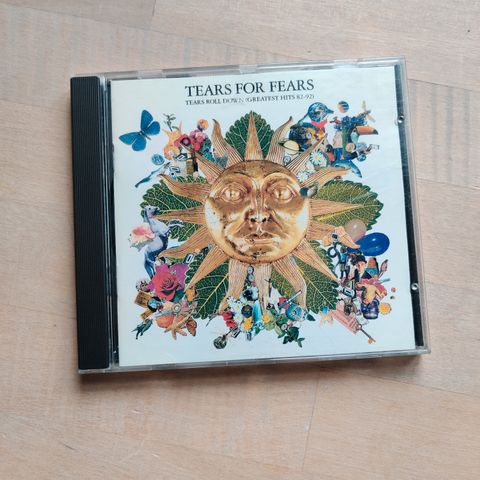 TEARS FOR FEARS
TEARS ROLL DOWN (GREATEST HITS 82-92)